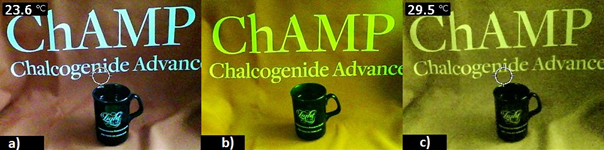 23.6 °C
ChAMP
Chalcogenide Advance
a)
ChAMP
Chalcogenide Advance
b)
29.5 °C
ChAMP
Chalcogenide Advance
c)